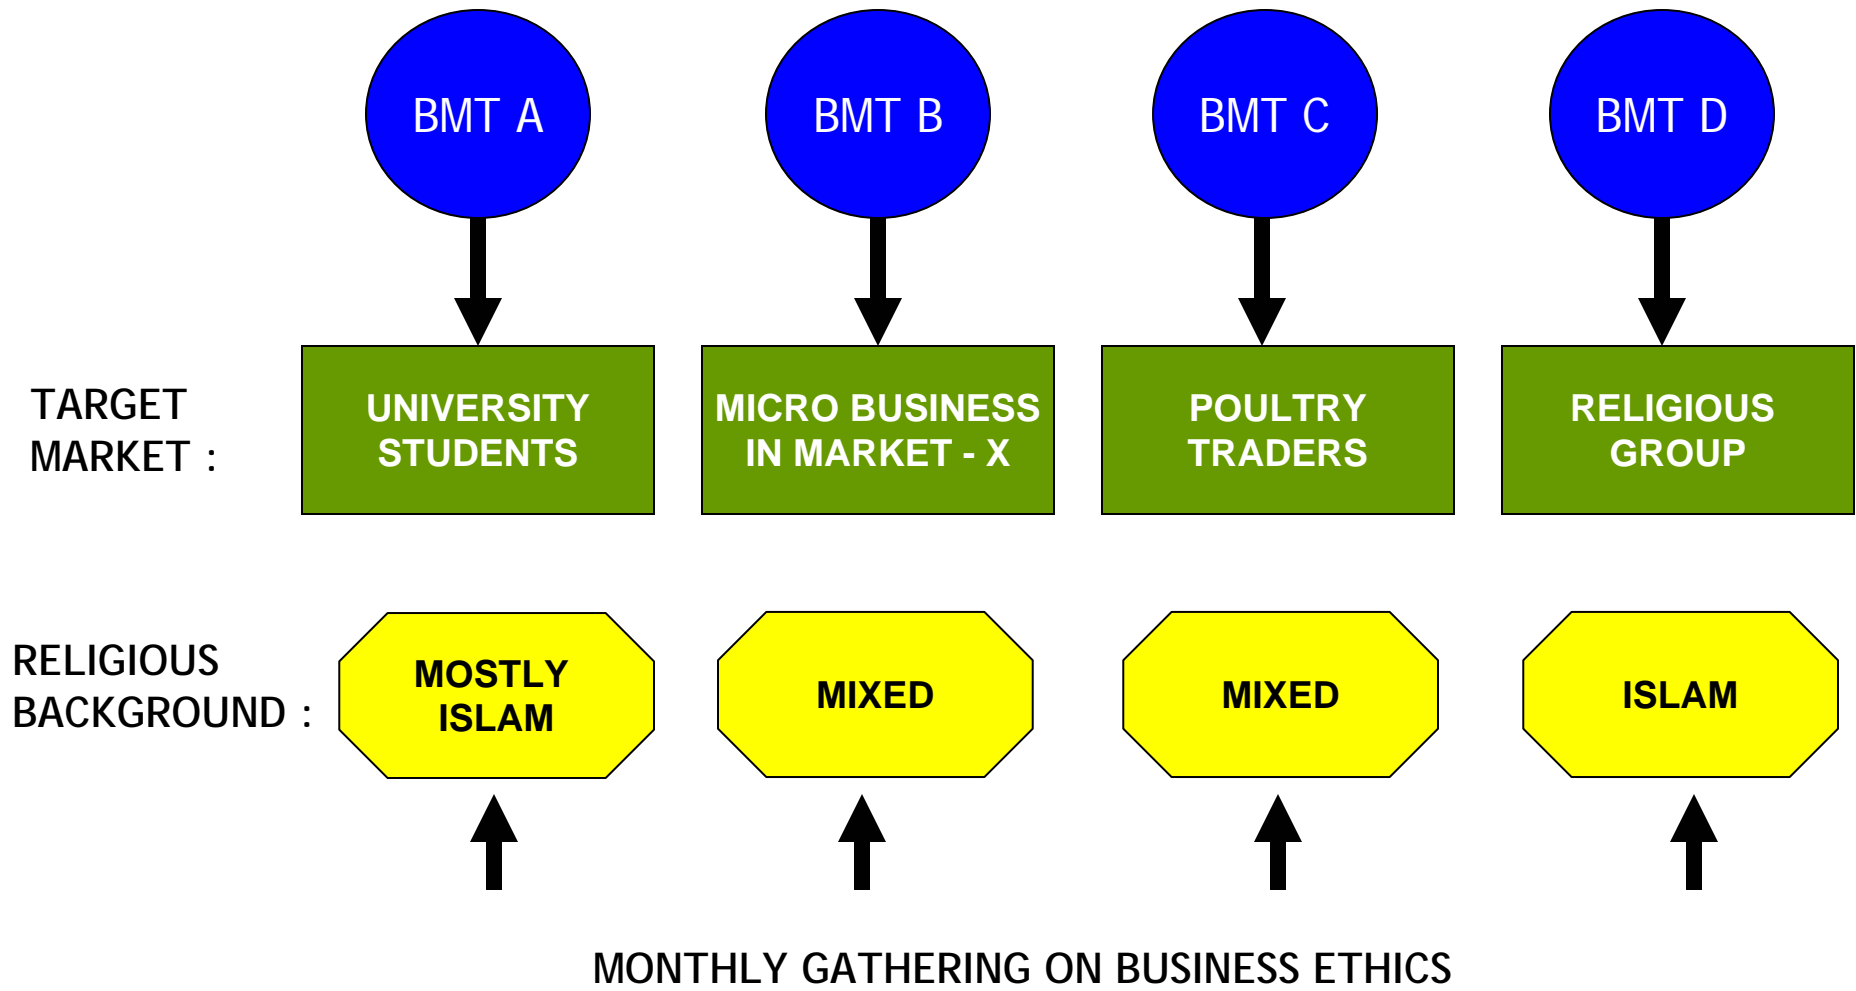 BMT A
BMT B
BMT C
BMT D
TARGET
MARKET :
UNIVERSITY
STUDENTS
MICRO BUSINESS
IN MARKET - X
POULTRY
TRADERS
RELIGIOUS
GROUP
RELIGIOUS
BACKGROUND :
MOSTLY
ISLAM
MIXED
MIXED
ISLAM
MONTHLY GATHERING ON BUSINESS ETHICS